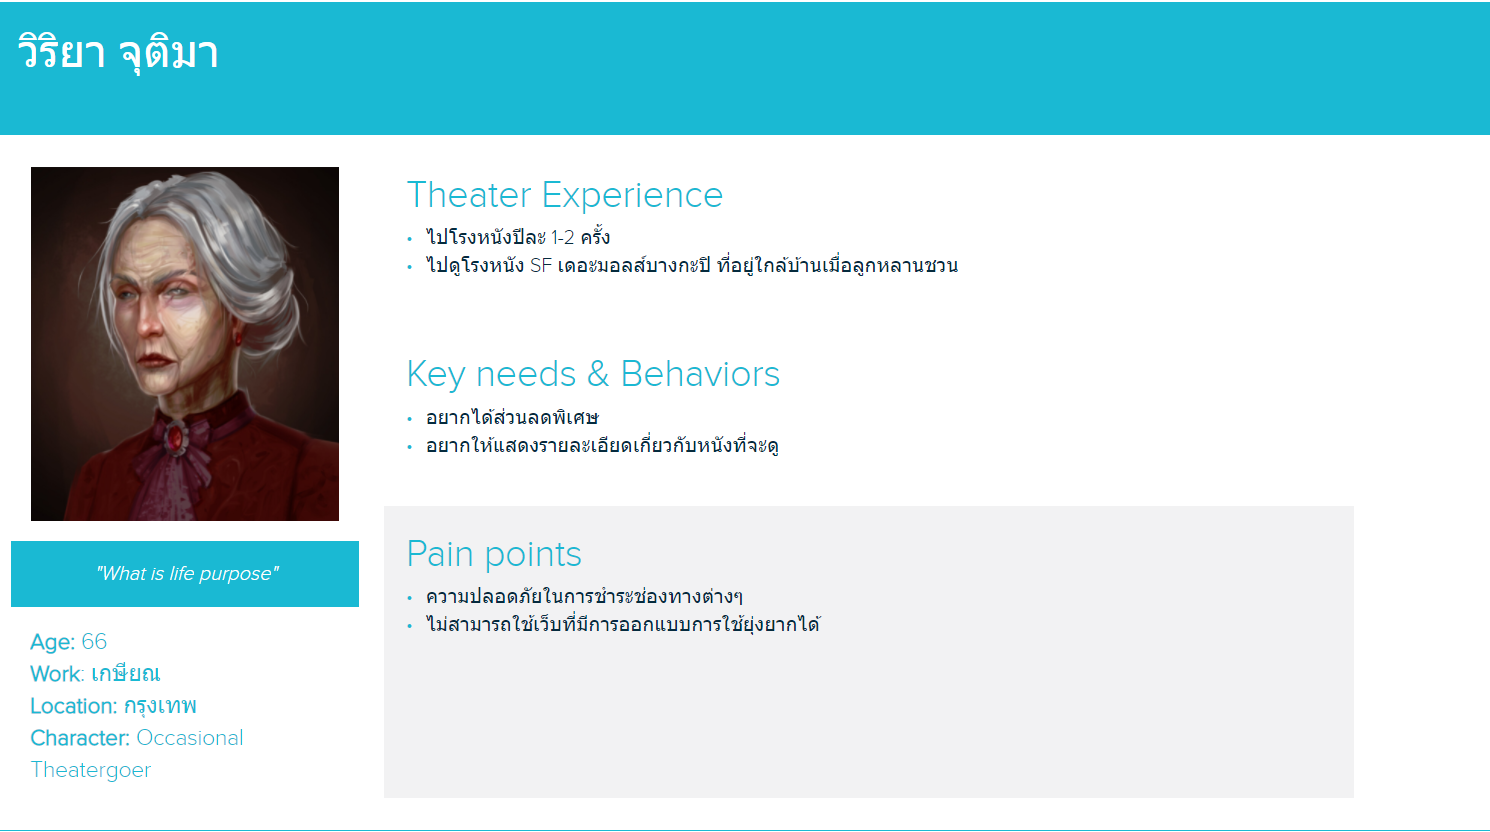 วิริยา จุติมา
Theater Experience
• ไปโรงหนังปีละ 1-2 ครั้ง
• ไปดูโรงหนัง SF เดอะมอลส์บางกะปิ ที่อยู่ใกล้บ้านเมื่อลูกหลานชวน
Key needs & Behaviors
• อยากได้ส่วนลดพิเศษ
• อยากให้แสดงรายละเอียดเกี่ยวกับหนังที่จะดู
Pain points
• ความปลอดภัยในการชำระช่องทางต่างๆ
• ไม่สามารถใช้เว็บที่มีการออกแบบการใช้ยุ่งยากได้
"What is life purpose"
Age: 66
Work: เกษียณ
Location: กรุงเทพ
Character: Occasional
Theatergoer